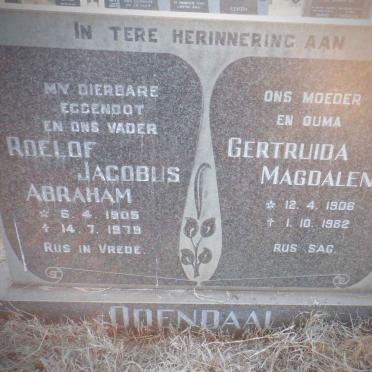 IN TERE HERINNERING AAN
MY DIERBARE
EGGENOOT
EN ONS VADER
ROELOF
JACOBUS
ABRAHAM
* 6.4.1905
† 14.7.1979
RUS IN VREDE.
ONS MOEDER
EN OUMA
GERTRUIDA
MAGDALEN
* 12.4.1906
† 1.10.1982
RUS SAG.
ODENDAAL